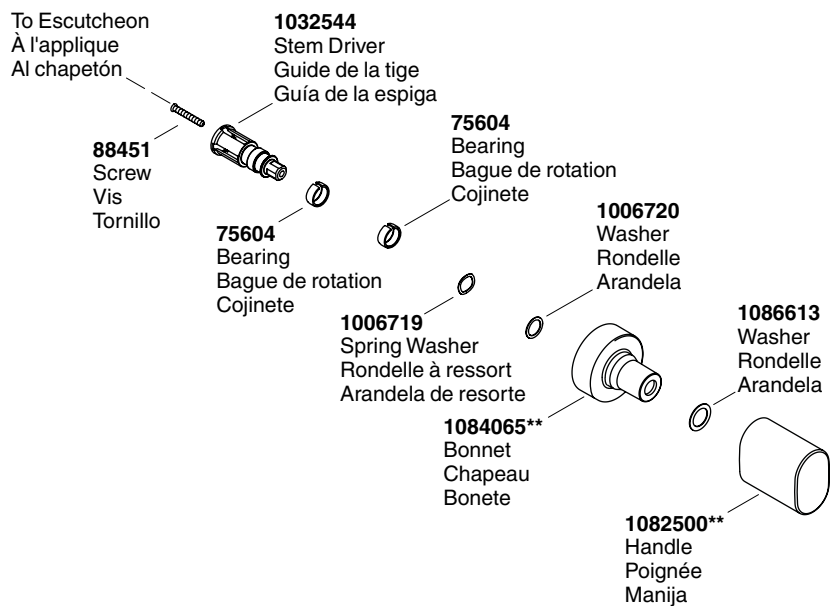 To Escutcheon
À l'applique
Al chapetón
1032544
Stem Driver
Guide de la tige
Guía de la espiga
88451
Screw
Vis
Tornillo
75604
Bearing
Bague de rotation
Cojinete
75604
Bearing
Bague de rotation
Cojinete
1006720
Washer
Rondelle
Arandela
1006719
Spring Washer
Rondelle à ressort
Arandela de resorte
1086613
Washer
Rondelle
Arandela
1084065**
Bonnet
Chapeau
Bonete
1082500**
Handle
Poignée
Manija